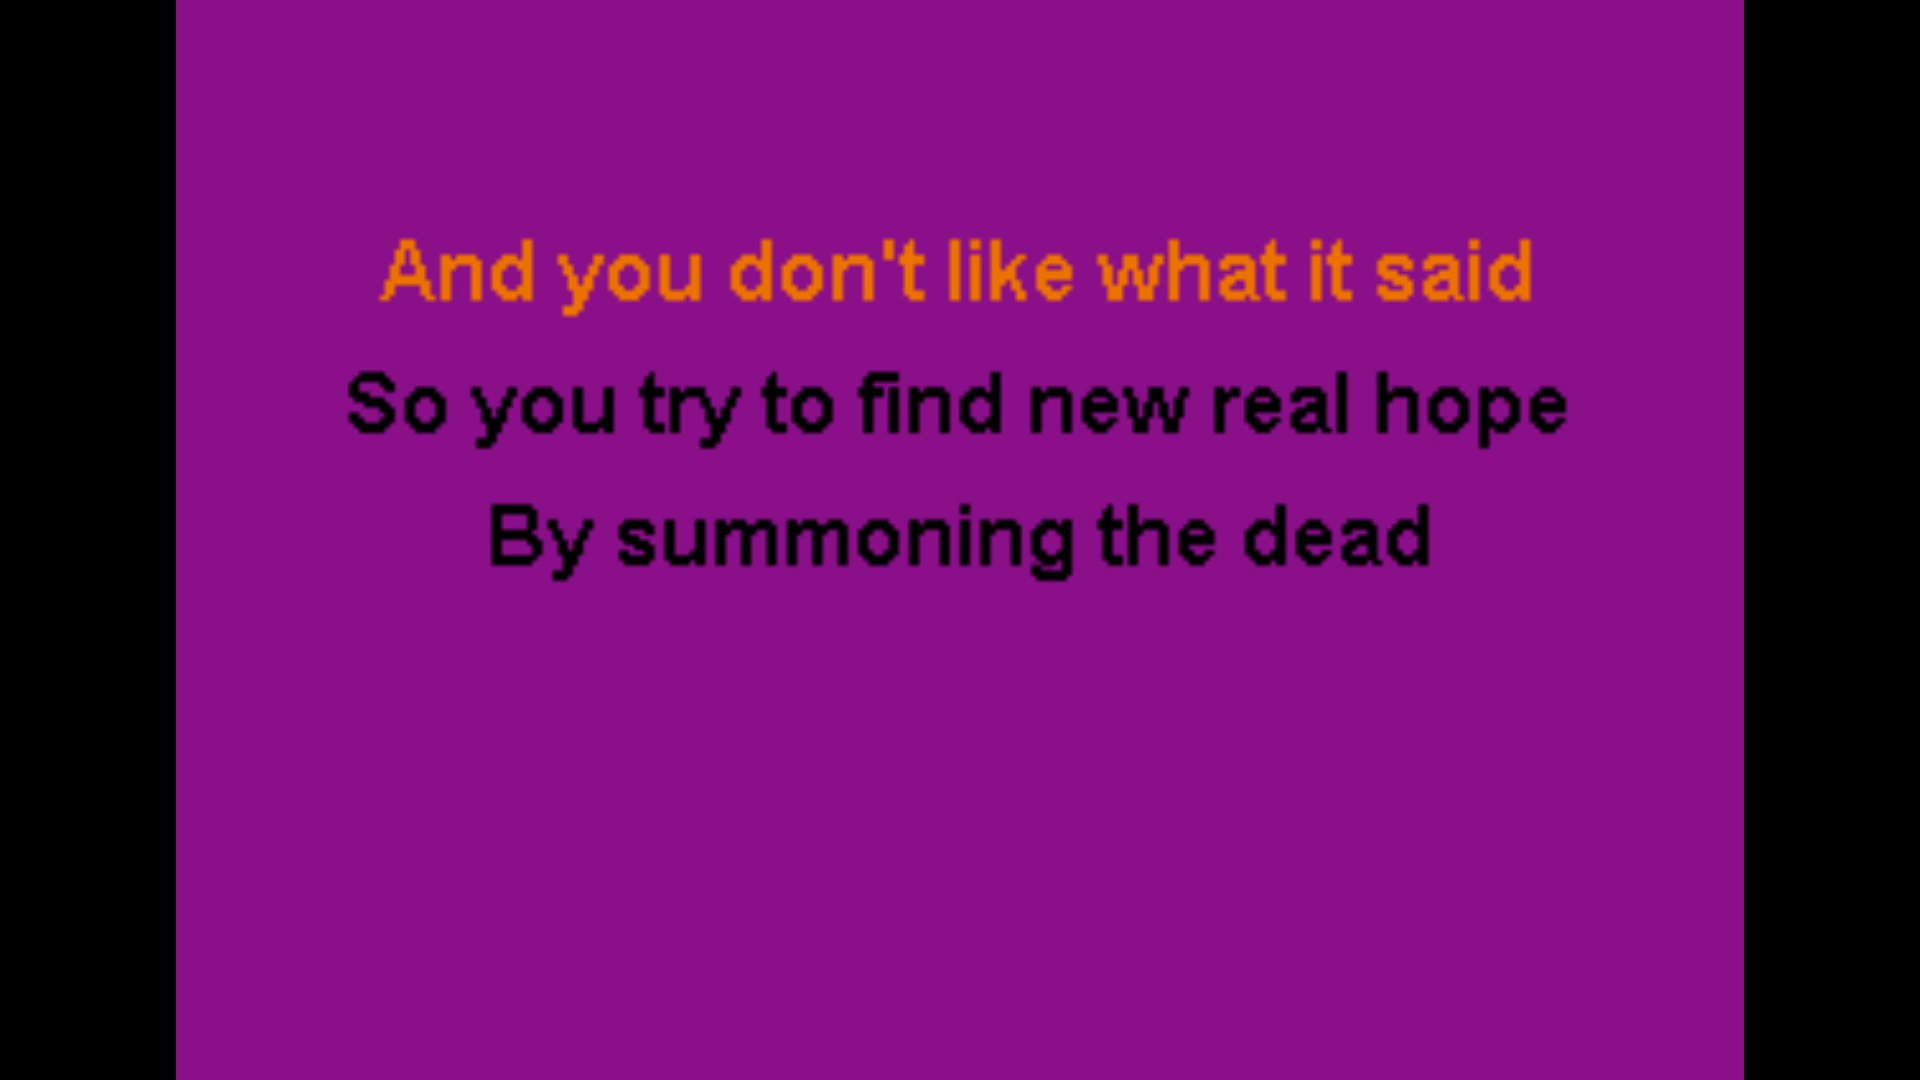 And you don't like what it said
So you try to find new real hope
By summoning the dead